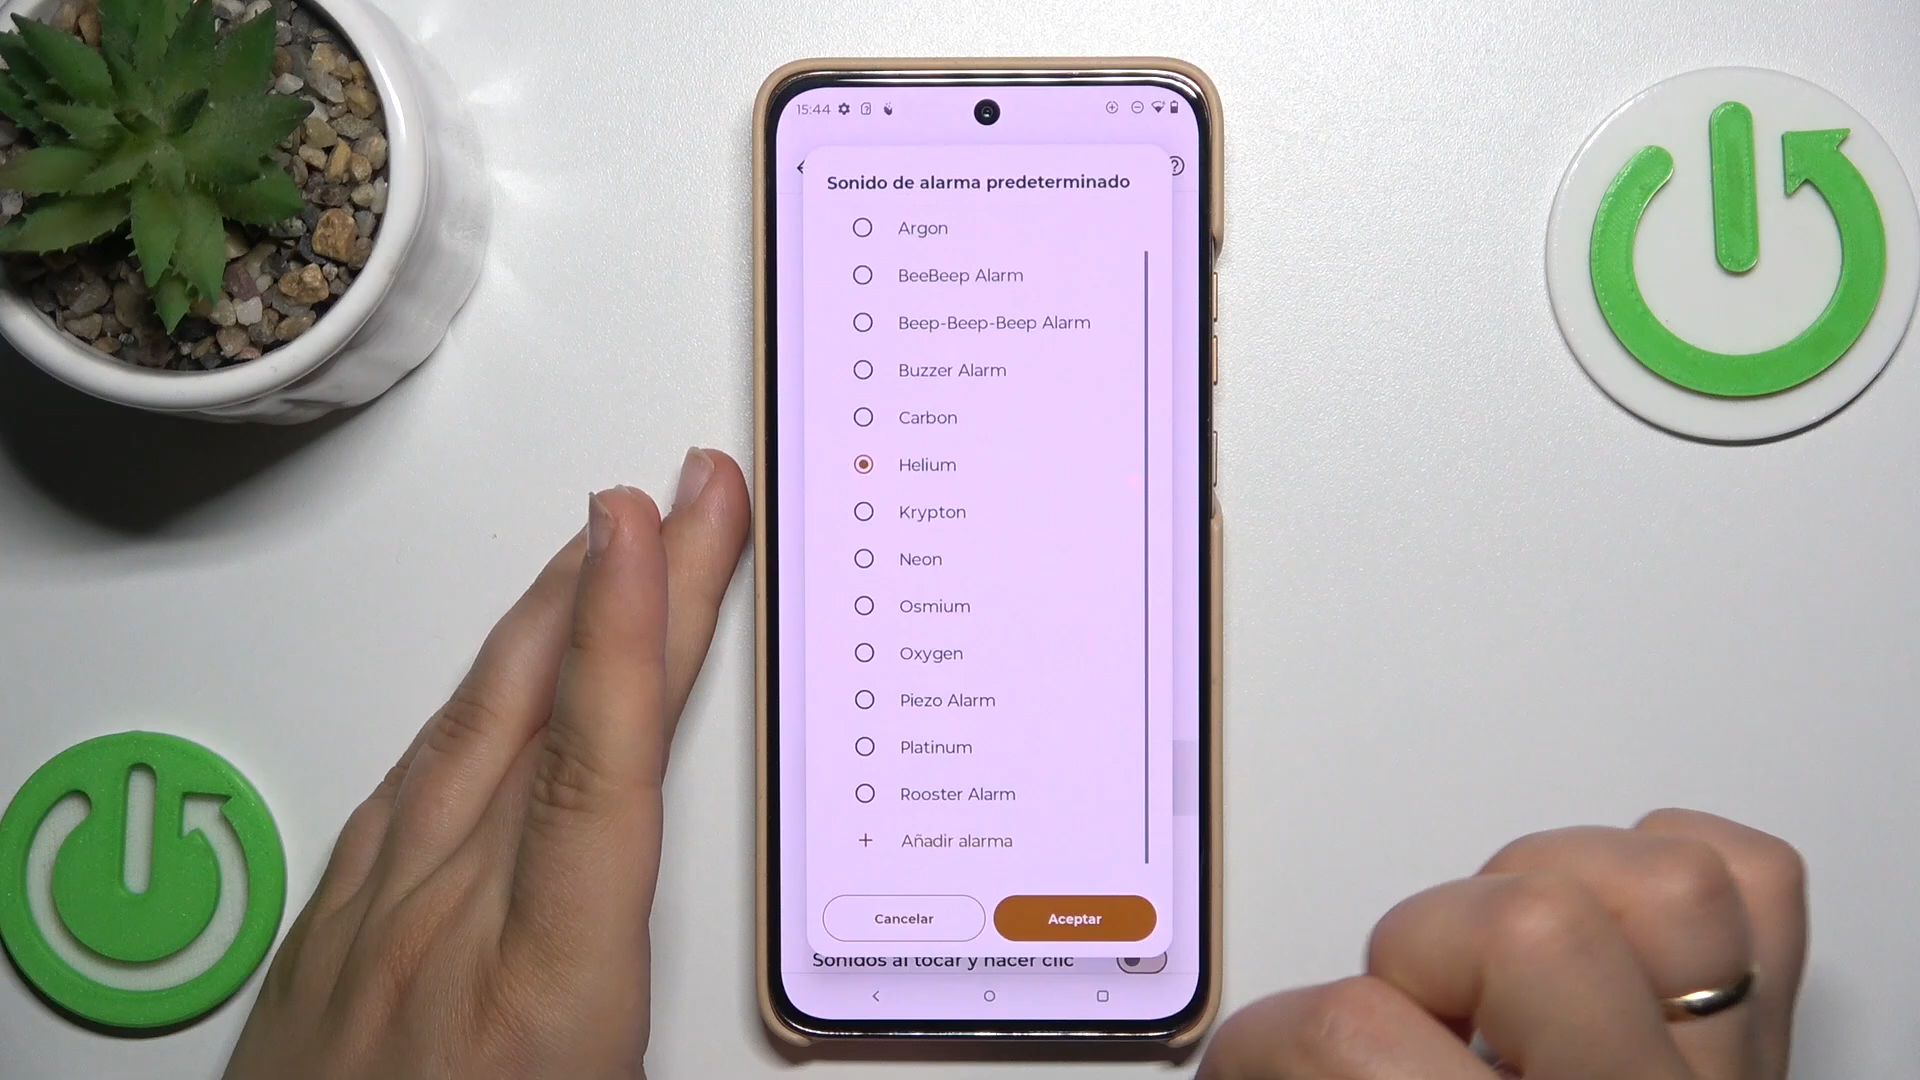 15:44
Sonido de alarma predeterminado
Argon
BeeBeep Alarm
Beep-Beep-Beep Alarm
Buzzer Alarm
Carbon
Helium
Krypton
Neon
Osmium
Oxygen
Piezo Alarm
Platinum
Rooster Alarm
+ Añadir alarma
Cancelar
Aceptar
Sonidos al tocar y hacer clic